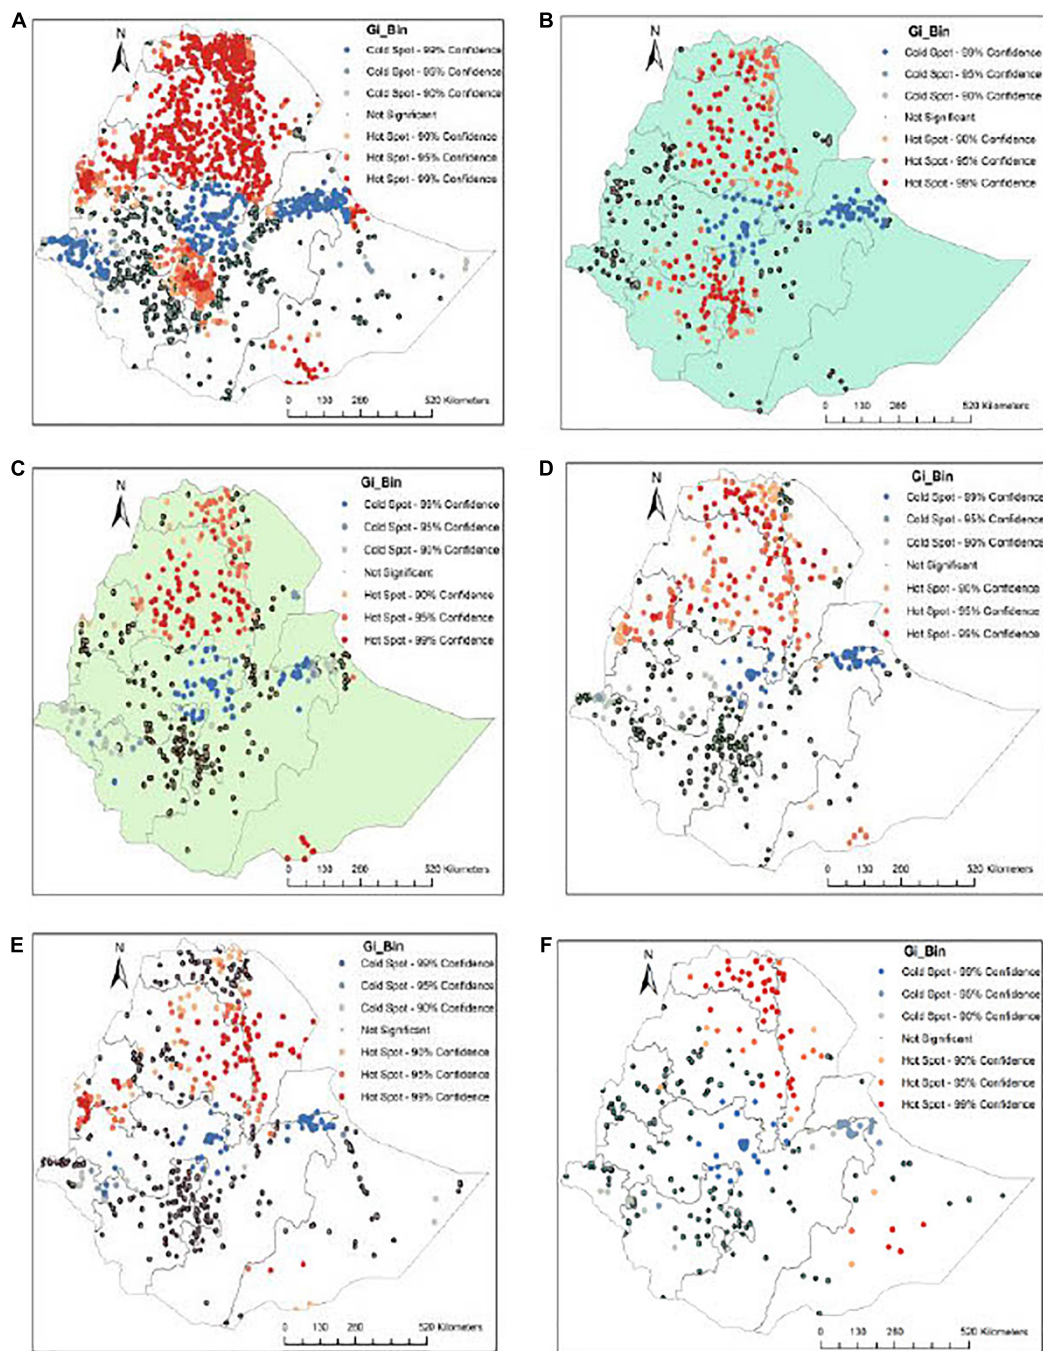 A
N
Gi_Bin
Cold Spot - 99% Confidence
Cold Spot - 95% Confidence
Cold Spot - 90% Confidence
Not Significant
Hot Spot - 90% Confidence
Hot Spot - 95% Confidence
Hot Spot - 99% Confidence
0 130 260 520 Kilometers
B
N
Gi_Bin
Cold Spot - 99% Confidence
Cold Spot - 95% Confidence
Cold Spot - 90% Confidence
Not Significant
Hot Spot - 90% Confidence
Hot Spot - 95% Confidence
Hot Spot - 99% Confidence
0 130 260 520 Kilometers
C
N
Gi_Bin
Cold Spot - 99% Confidence
Cold Spot - 95% Confidence
Cold Spot - 90% Confidence
Not Significant
Hot Spot - 90% Confidence
Hot Spot - 95% Confidence
Hot Spot - 99% Confidence
0 130 260 520 Kilometers
D
N
Gi_Bin
Cold Spot - 99% Confidence
Cold Spot - 95% Confidence
Cold Spot - 90% Confidence
Not Significant
Hot Spot - 90% Confidence
Hot Spot - 95% Confidence
Hot Spot - 99% Confidence
0 130 260 520 Kilometers
E
N
Gi_Bin
Cold Spot - 99% Confidence
Cold Spot - 95% Confidence
Cold Spot - 90% Confidence
Not Significant
Hot Spot - 90% Confidence
Hot Spot - 95% Confidence
Hot Spot - 99% Confidence
0 130 260 520 Kilometers
F
N
Gi_Bin
Cold Spot - 99% Confidence
Cold Spot - 95% Confidence
Cold Spot - 90% Confidence
Not Significant
Hot Spot - 90% Confidence
Hot Spot - 95% Confidence
Hot Spot - 99% Confidence
0 130 260 520 Kilometers